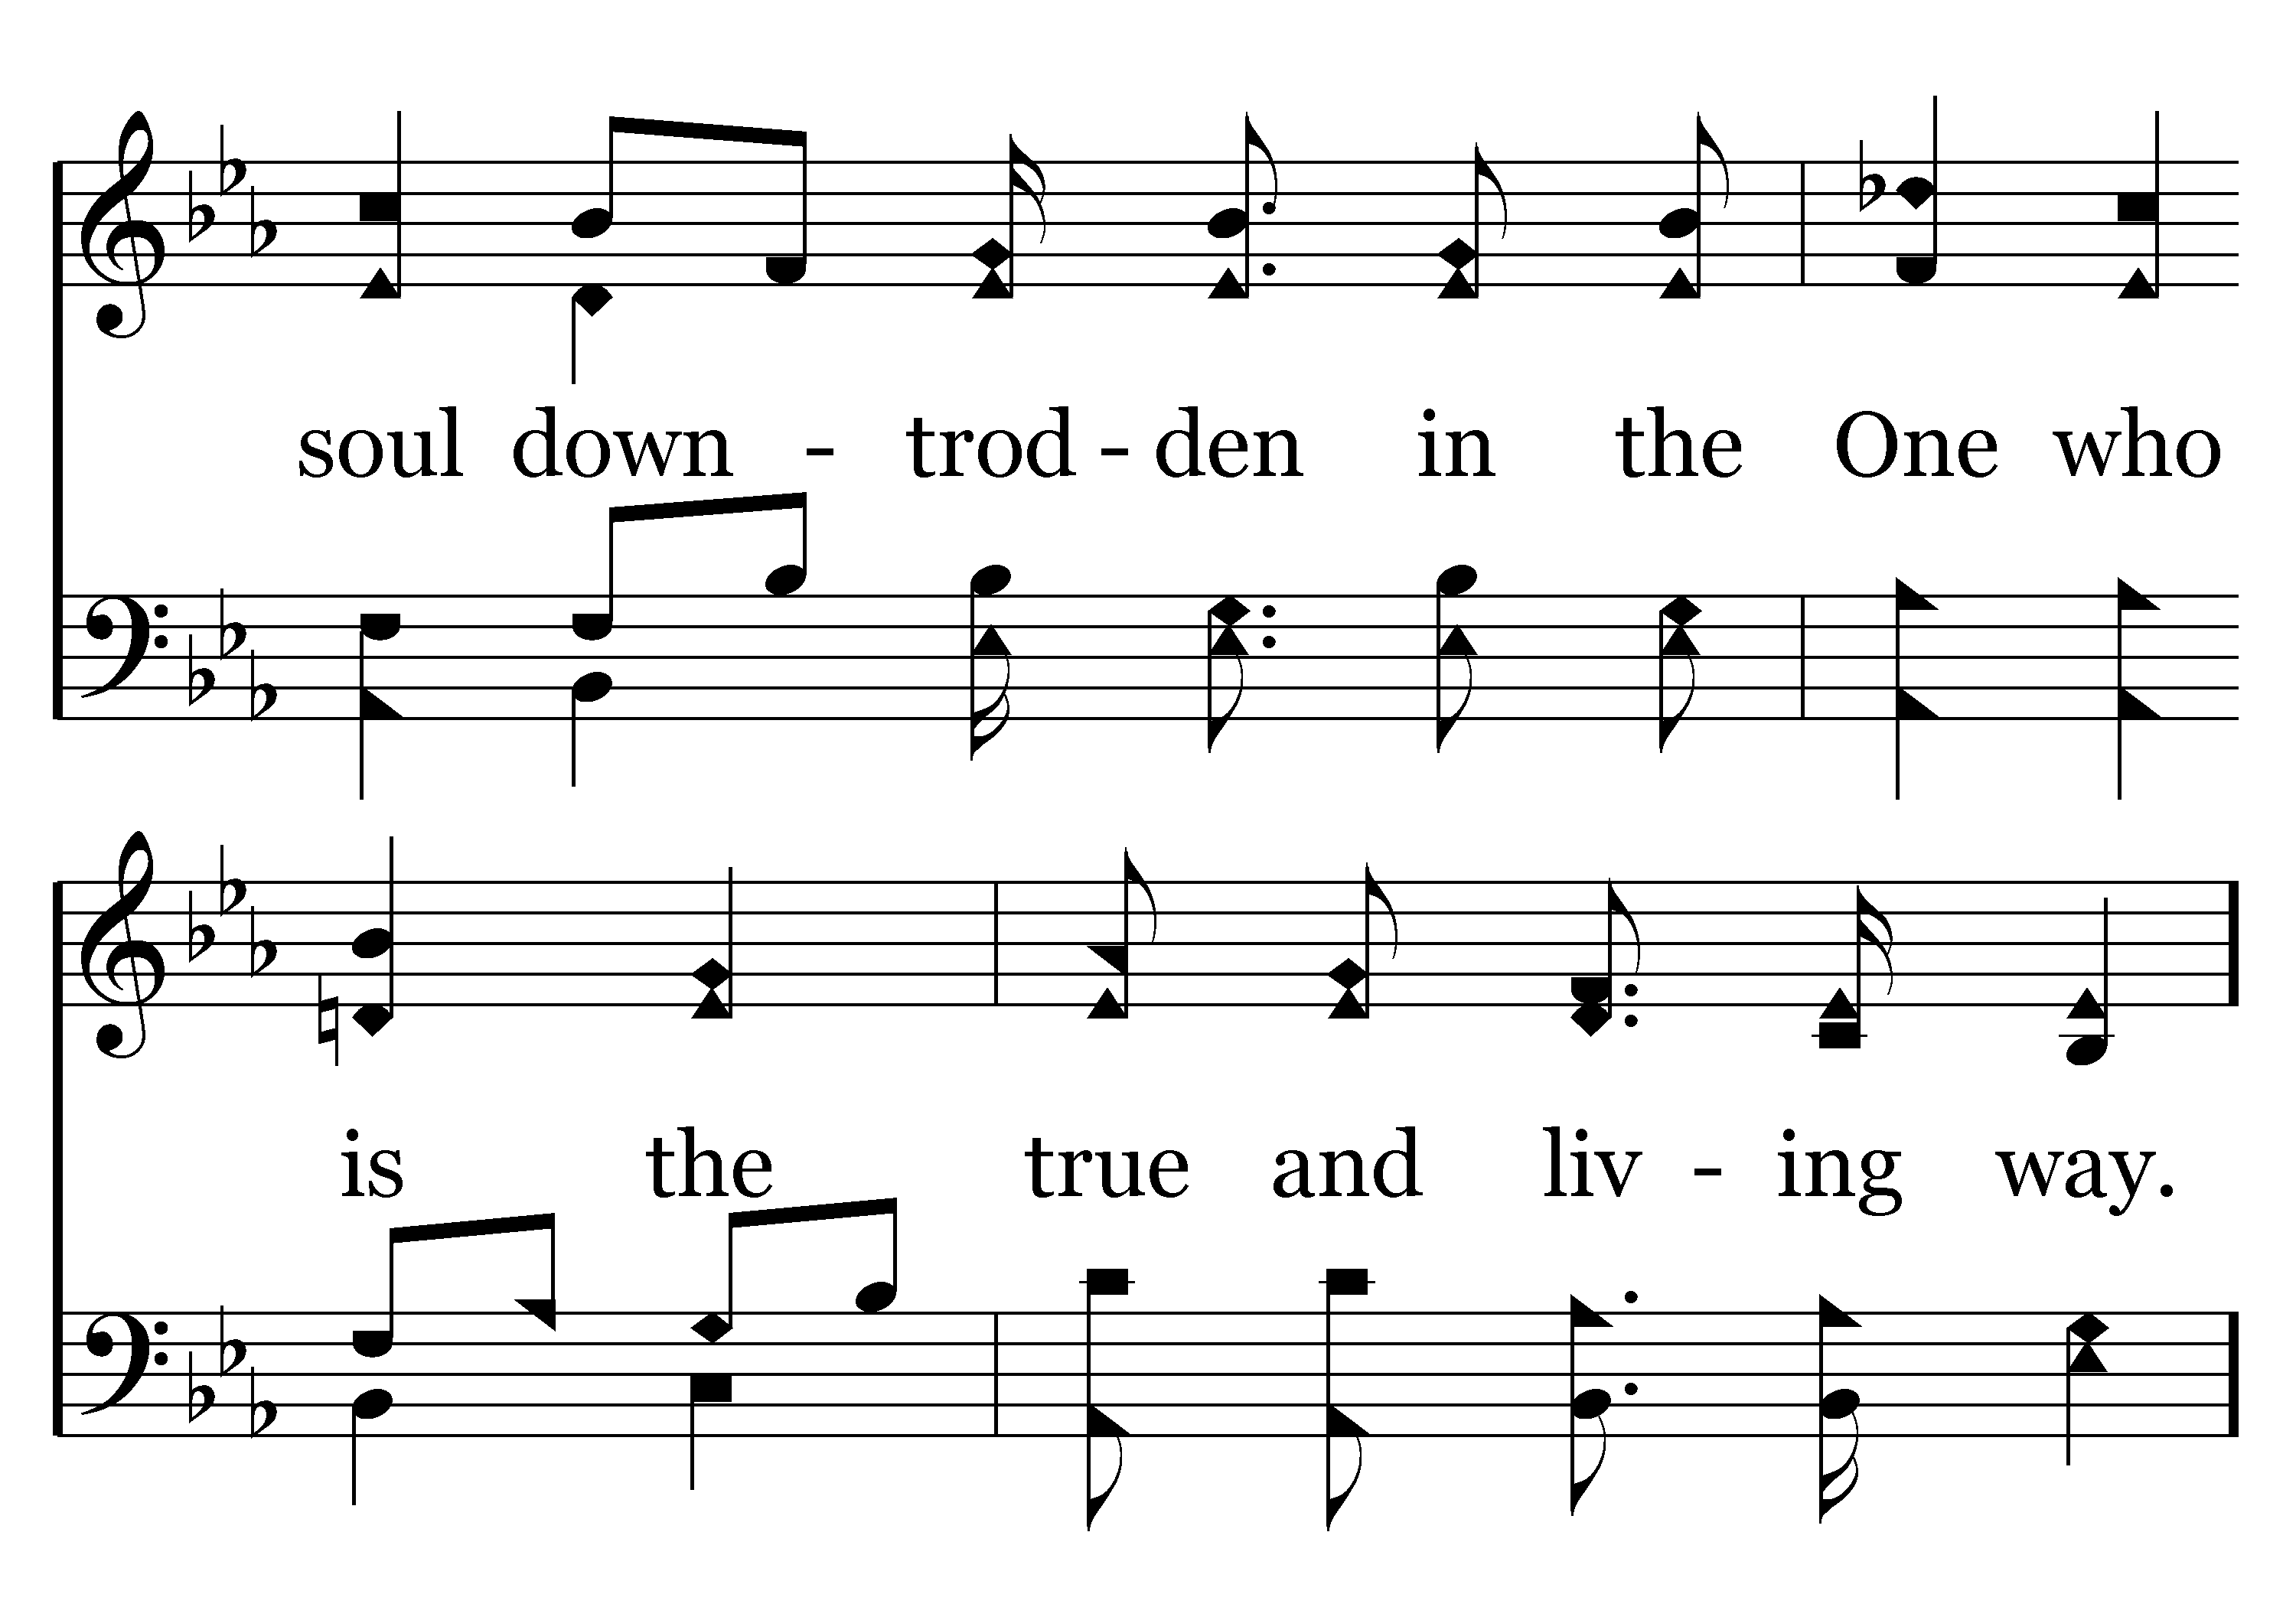 soul down - trod - den in the One who
is the true and liv - ing way.